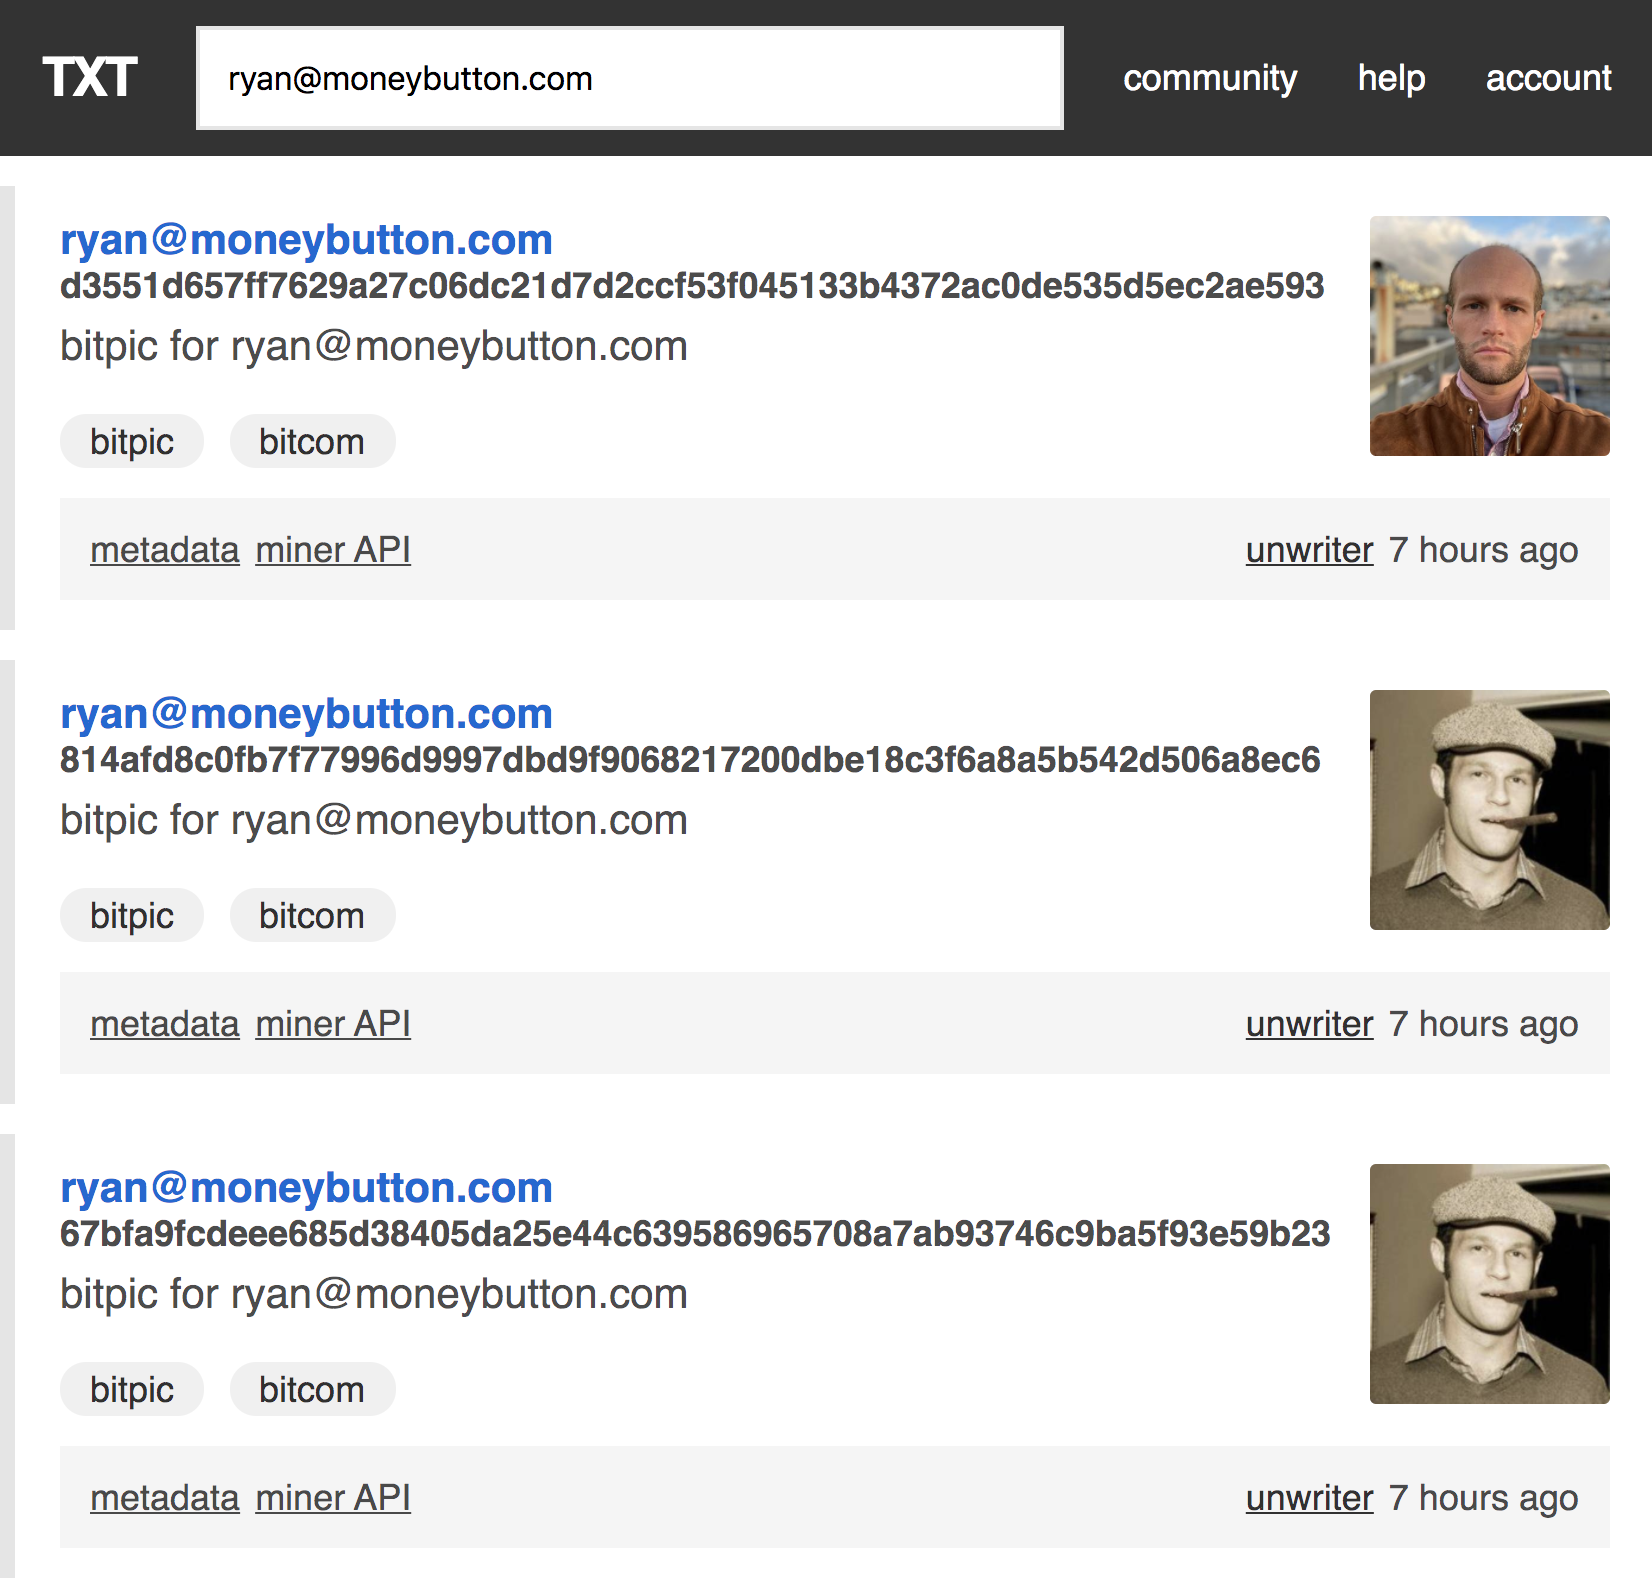 TXT ryan@moneybutton.com community help account
ryan@moneybutton.com
d3551d657ff7629a27c06dc21d7d2ccf53f045133b4372ac0de535d5ec2ae593
bitpic for ryan@moneybutton.com
bitpic bitcom
metadata miner API unwriter 7 hours ago
ryan@moneybutton.com
814afd8c0fb7f77996d9997dbd9f9068217200dbe18c3f6a8a5b542d506a8ec6
bitpic for ryan@moneybutton.com
bitpic bitcom
metadata miner API unwriter 7 hours ago
ryan@moneybutton.com
67bfa9fcdeee685d38405da25e44c639586965708a7ab93746c9ba5f93e59b23
bitpic for ryan@moneybutton.com
bitpic bitcom
metadata miner API unwriter 7 hours ago